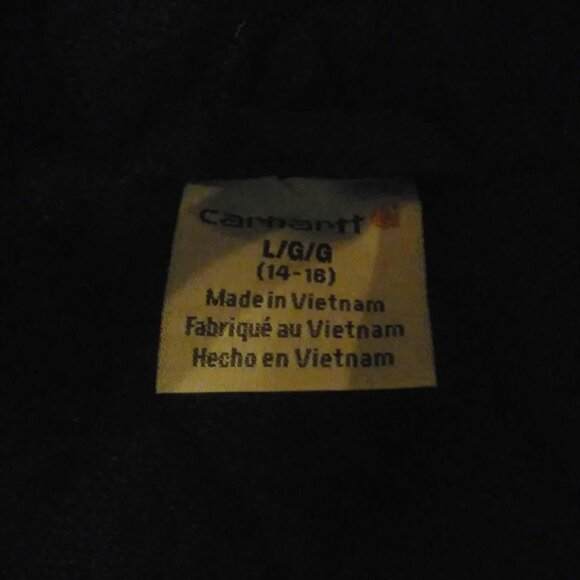 carhartt
L/G/G
(14-16)
Made in Vietnam
Fabriqué au Vietnam
Hecho en Vietnam